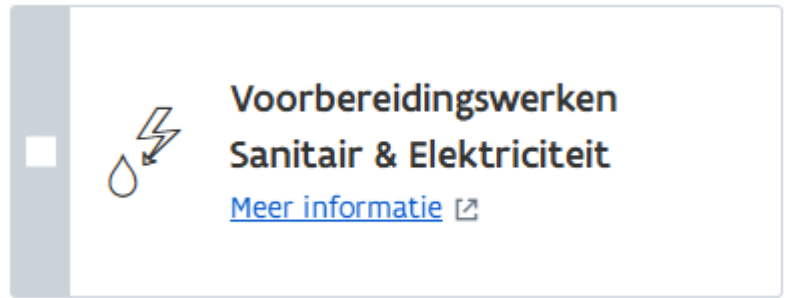 Voorbereidingswerken
Sanitair & Elektriciteit
Meer informatie